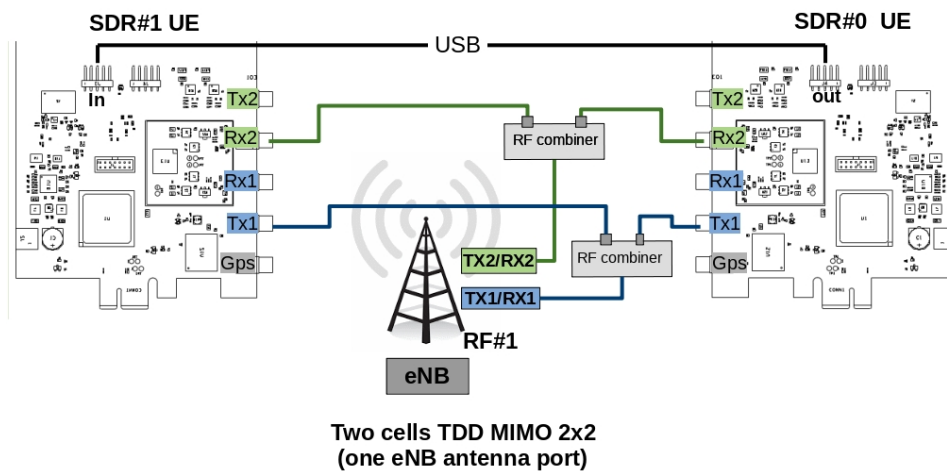 SDR#1 UE
SDR#0 UE
USB
In
out
Tx2
Rx2
Rx1
Tx1
Gps
Tx2
Rx2
Rx1
Tx1
Gps
RF combiner
RF combiner
TX2/RX2
TX1/RX1
RF#1
eNB
Two cells TDD MIMO 2x2
(one eNB antenna port)